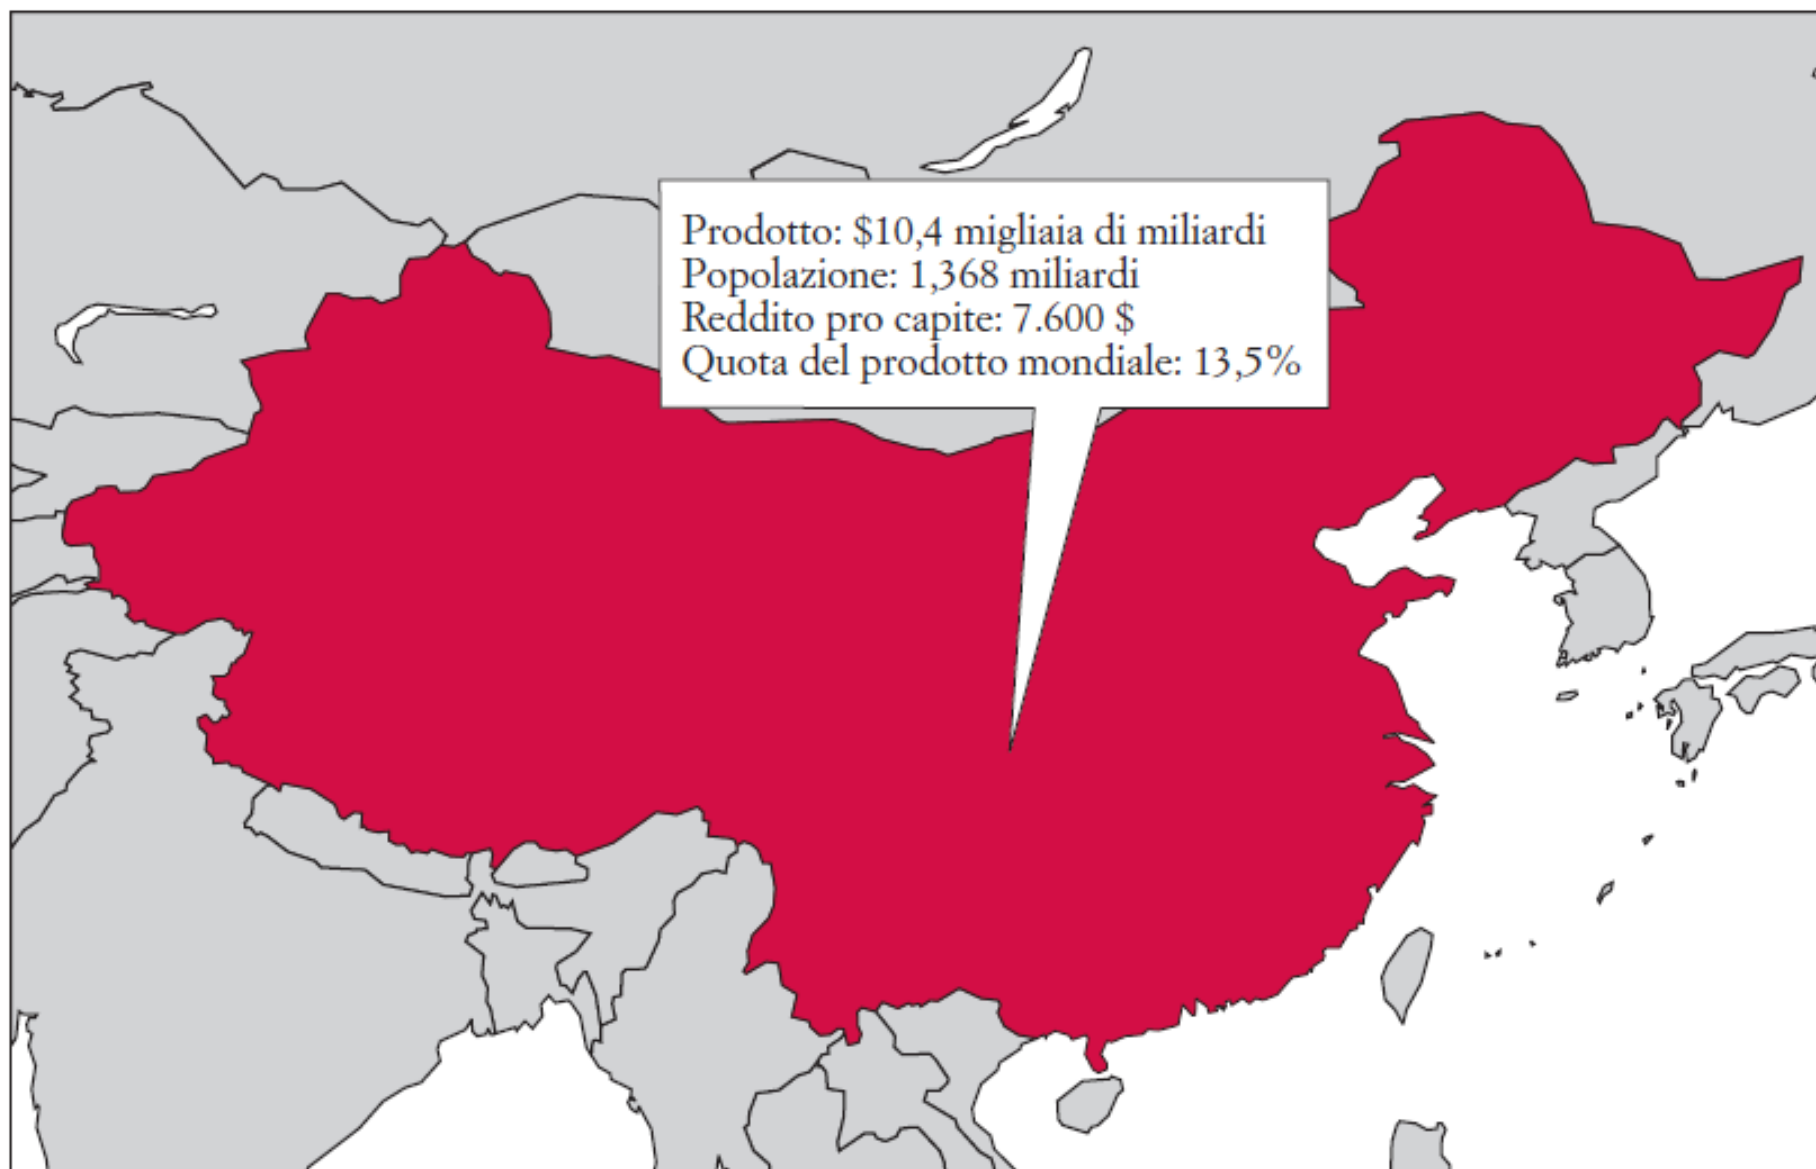 Prodotto: $10,4 migliaia di miliardi
Popolazione: 1,368 miliardi
Reddito pro capite: 7.600 $
Quota del prodotto mondiale: 13,5%